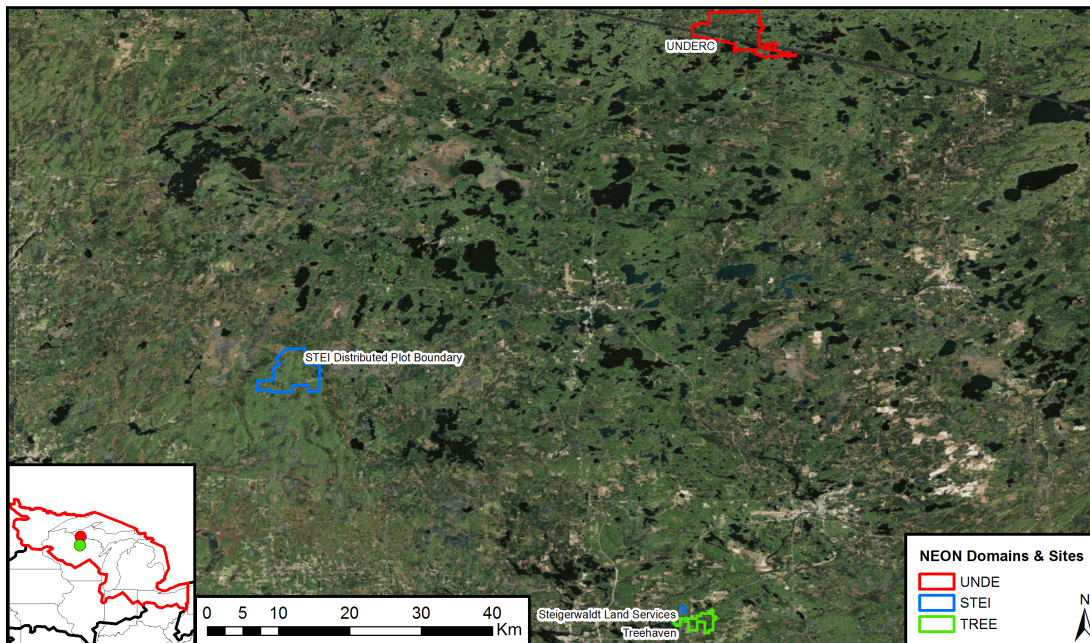 UNDERC
STEI Distributed Plot Boundary
Steigerwaldt Land Services
Treehaven
0 5 10 20 30 40
Km
NEON Domains & Sites
UNDE
STEI
TREE
N